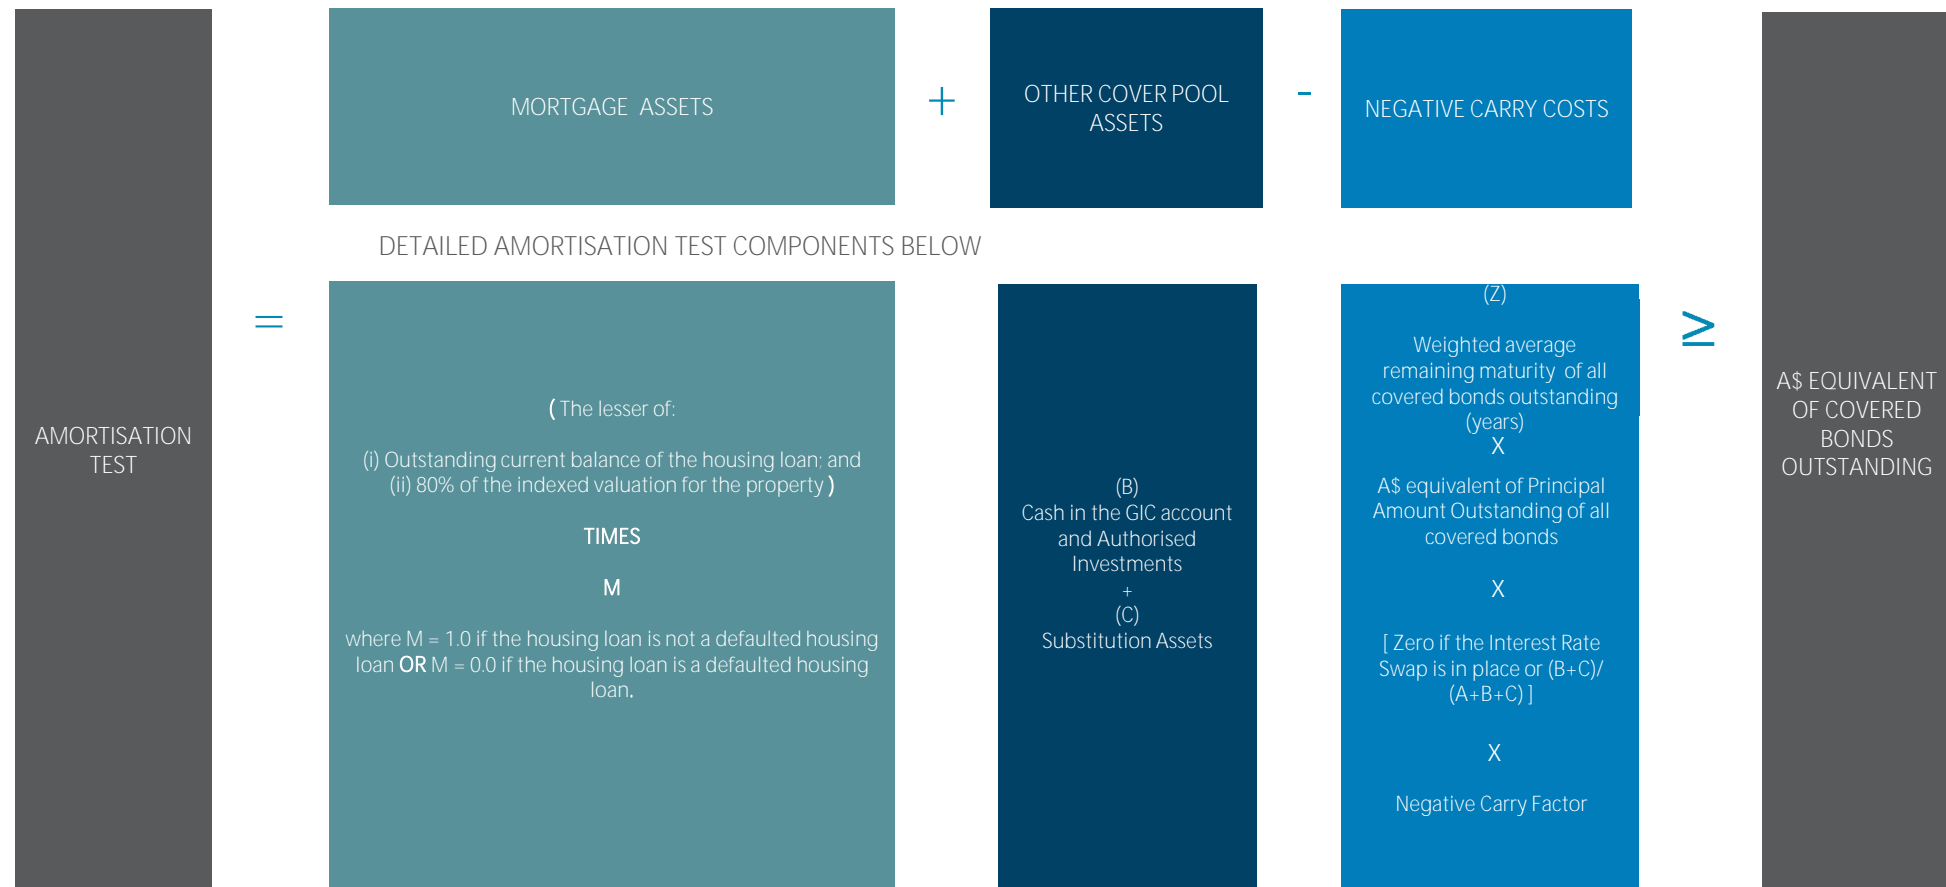 AMORTISATION
TEST
=
MORTGAGE ASSETS
+
OTHER COVER POOL
ASSETS
-
NEGATIVE CARRY COSTS
DETAILED AMORTISATION TEST COMPONENTS BELOW
( The lesser of:
(i) Outstanding current balance of the housing loan; and
(ii) 80% of the indexed valuation for the property )
TIMES
M
where M = 1.0 if the housing loan is not a defaulted housing
loan OR M = 0.0 if the housing loan is a defaulted housing
loan.
(B)
Cash in the GIC account
and Authorised
Investments
+
(C)
Substitution Assets
(Z)
Weighted average
remaining maturity of all
covered bonds outstanding
(years)
X
A$ equivalent of Principal
Amount Outstanding of all
covered bonds
X
[ Zero if the Interest Rate
Swap is in place or (B+C)/
(A+B+C) ]
X
Negative Carry Factor
≥
A$ EQUIVALENT
OF COVERED
BONDS
OUTSTANDING